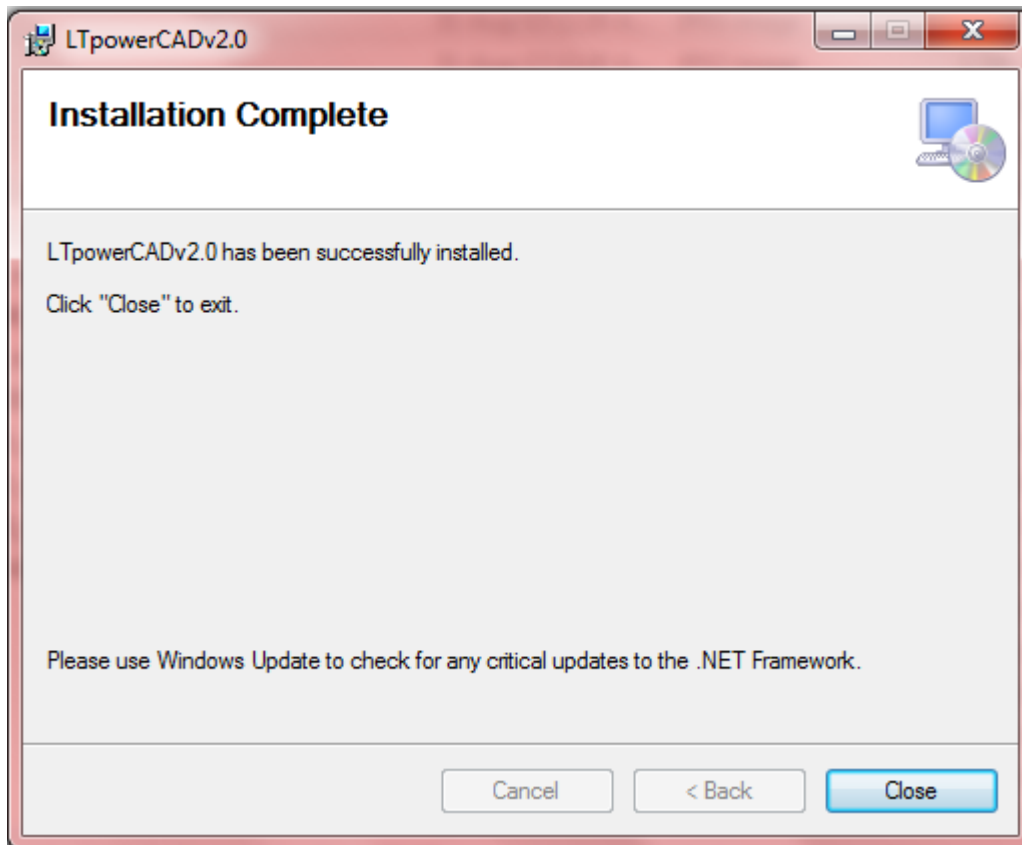 LTpowerCADv2.0
Installation Complete
LTpowerCADv2.0 has been successfully installed.
Click "Close" to exit.
Please use Windows Update to check for any critical updates to the .NET Framework.
Cancel
< Back
Close